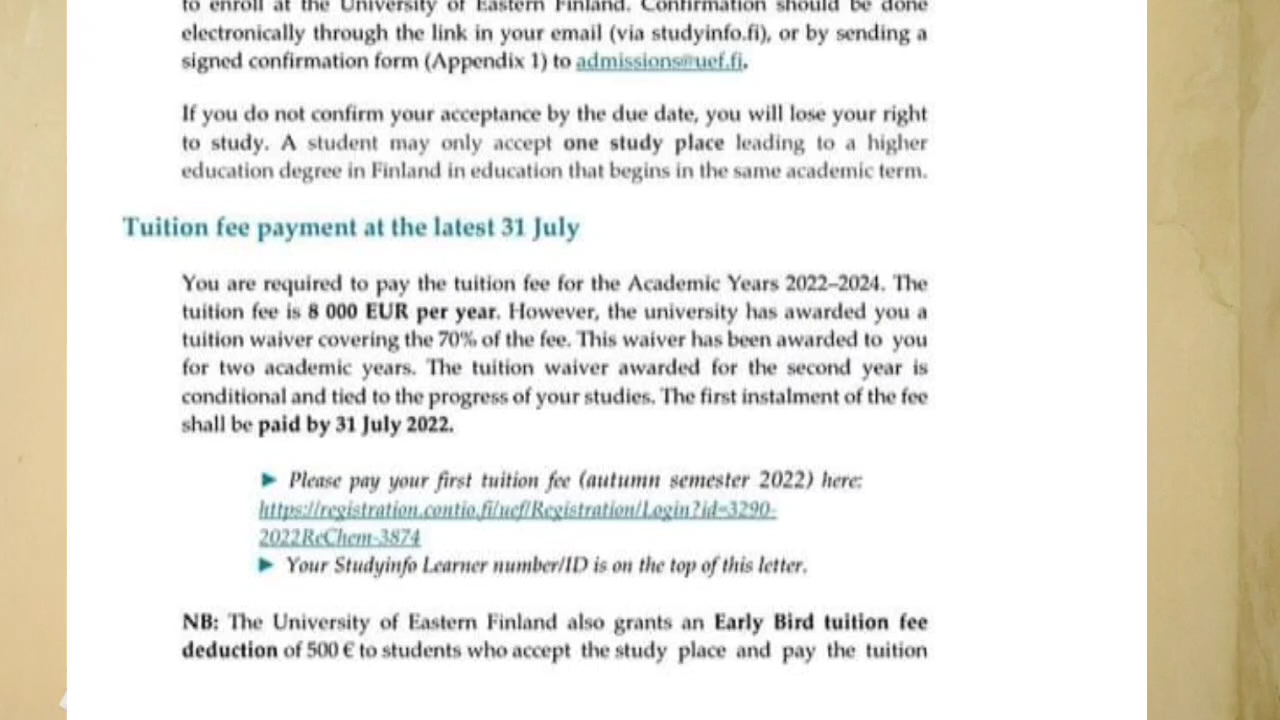 to enroll at the University of Eastern Finland. Confirmation should be done
electronically through the link in your email (via studyinfo.fi), or by sending a
signed confirmation form (Appendix 1) to admissions@uef.fi.
If you do not confirm your acceptance by the due date, you will lose your right
to study. A student may only accept one study place leading to a higher
education degree in Finland in education that begins in the same academic term.
Tuition fee payment at the latest 31 July
You are required to pay the tuition fee for the Academic Years 2022–2024. The
tuition fee is 8 000 EUR per year. However, the university has awarded you a
tuition waiver covering the 70% of the fee. This waiver has been awarded to you
for two academic years. The tuition waiver awarded for the second year is
conditional and tied to the progress of your studies. The first instalment of the fee
shall be paid by 31 July 2022.
► Please pay your first tuition fee (autumn semester 2022) here:
https://registration.contio.fi/uef/Registration/Login?id=3290-
2022ReChem-3874
► Your Studyinfo Learner number/ID is on the top of this letter.
NB: The University of Eastern Finland also grants an Early Bird tuition fee
deduction of 500 € to students who accept the study place and pay the tuition